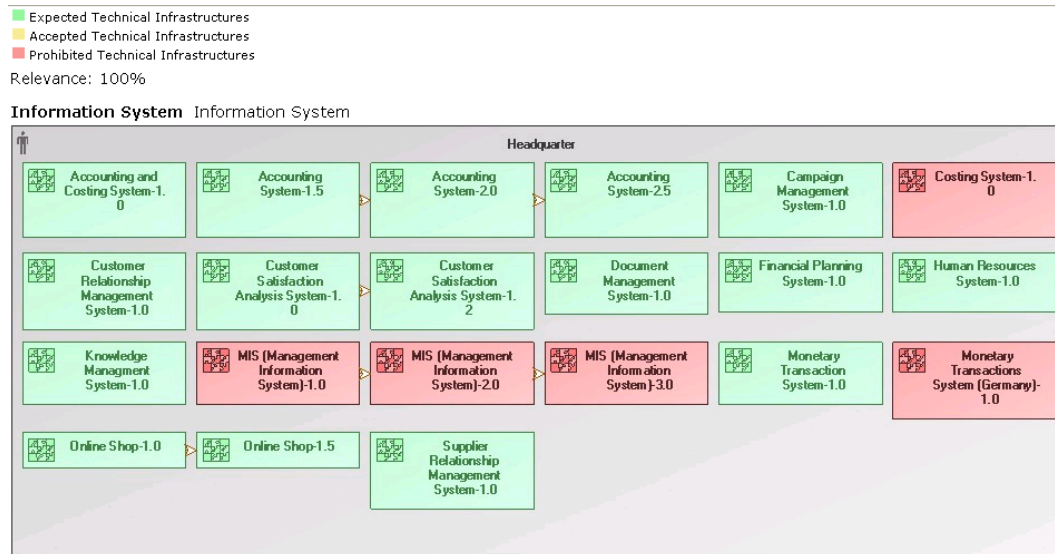 Expected Technical Infrastructures
Accepted Technical Infrastructures
Prohibited Technical Infrastructures
Relevance: 100%
Information System Information System
Headquarter
Accounting and
Costing System-1.
0
Accounting
System-1.5
Accounting
System-2.0
Accounting
System-2.5
Campaign
Management
System-1.0
Costing System-1.
0
Customer
Relationship
Management
System-1.0
Customer
Satisfaction
Analysis System-1.
0
Customer
Satisfaction
Analysis System-1.
2
Document
Management
System-1.0
Financial Planning
System-1.0
Human Resources
System-1.0
Knowledge
Managment
System-1.0
MIS (Management
Information
System)-1.0
MIS (Management
Information
System)-2.0
MIS (Management
Information
System)-3.0
Monetary
Transaction
System-1.0
Monetary
Transactions
System (Germany)-
1.0
Online Shop-1.0
Online Shop-1.5
Supplier
Relationship
Management
System-1.0